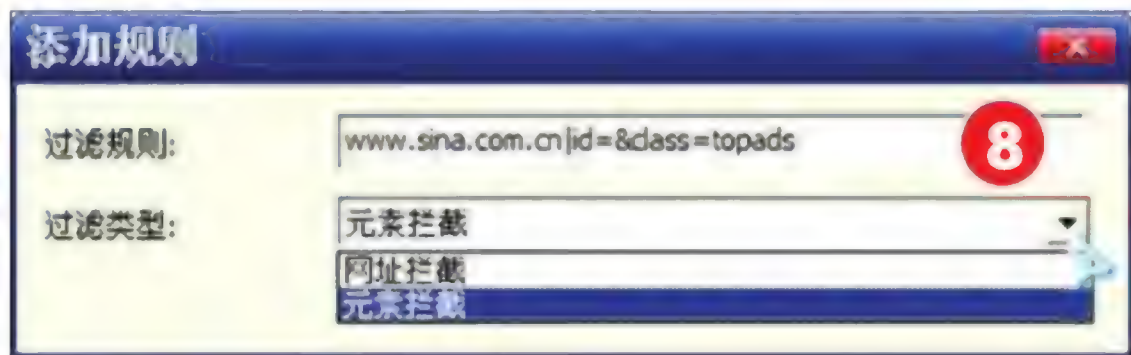 添加规则
过滤规则: www.sina.com.cn|id=&class=topads
8
过滤类型: 元素拦截
网址拦截
元素拦截